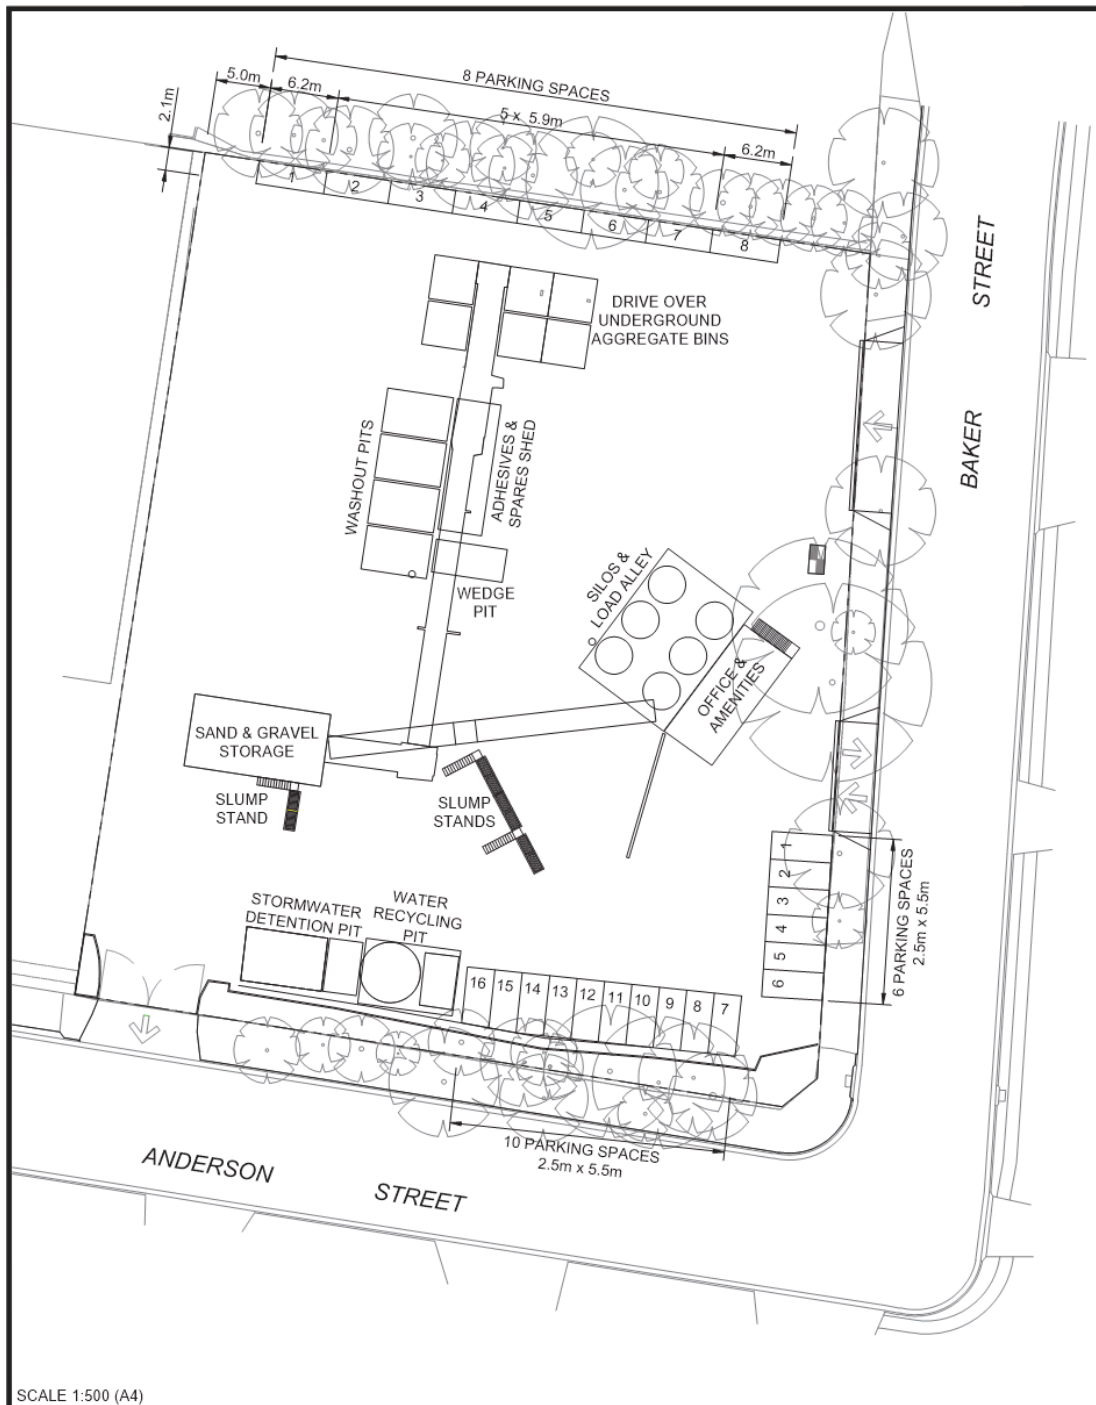 8 PARKING SPACES
5.0m
6.2m
5 x 5.9m
6.2m
2.1m
1
2
3
4
5
6
7
8
DRIVE OVER
UNDERGROUND
AGGREGATE BINS
BAKER STREET
WASHOUT PITS
ADHESIVES &
SPARES SHED
WEDGE
PIT
SILOS &
LOAD ALLEY
OFFICE &
AMENITIES
SAND & GRAVEL
STORAGE
SLUMP
STAND
SLUMP
STANDS
1
2
3
4
5
6
6 PARKING SPACES
2.5m x 5.5m
STORMWATER
DETENTION PIT
WATER
RECYCLING
PIT
16
15
14
13
12
11
10
9
8
7
10 PARKING SPACES
2.5m x 5.5m
ANDERSON STREET
SCALE 1:500 (A4)